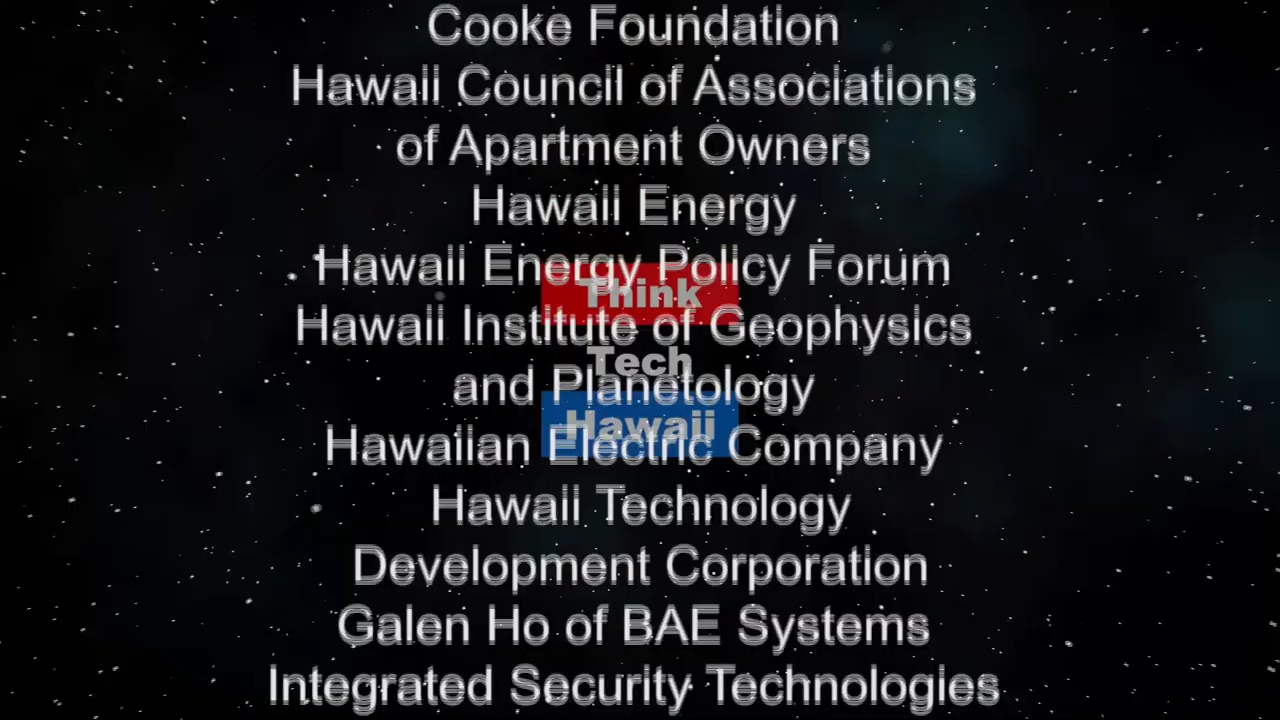 Cooke Foundation
Hawaii Council of Associations
of Apartment Owners
Hawaii Energy
Hawaii Energy Policy Forum
Think
Hawaii Institute of Geophysics
Tech
and Planetology
Hawaii
Hawaiian Electric Company
Hawaii Technology
Development Corporation
Galen Ho of BAE Systems
Integrated Security Technologies